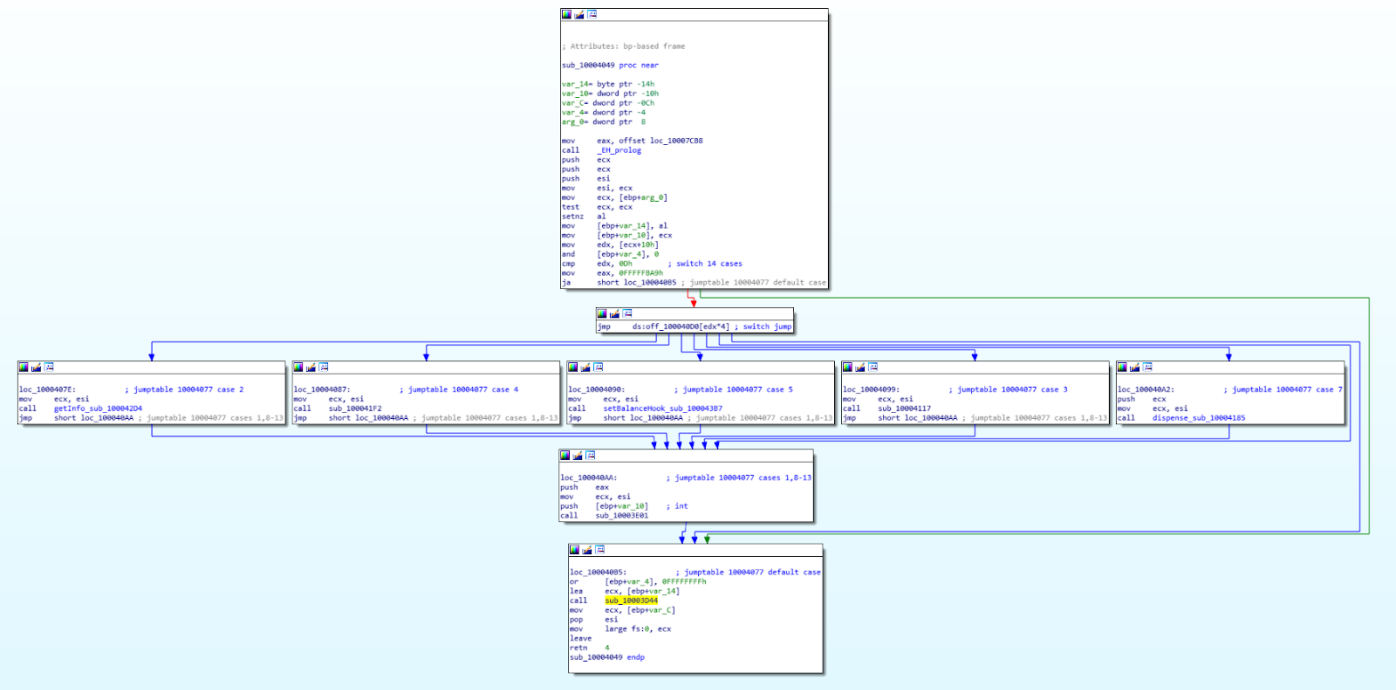 ; Attributes: bp-based frame
sub_10004049 proc near
var_14= byte ptr -14h
var_10= dword ptr -10h
var_C= dword ptr -0Ch
var_4= dword ptr -4
arg_0= dword ptr  8
mov     eax, offset loc_10007CB8
call    _EH_prolog
push    ecx
push    ecx
push    esi
mov     esi, ecx
mov     ecx, [ebp+arg_0]
test    ecx, ecx
setnz   al
mov     [ebp+var_14], al
mov     [ebp+var_10], ecx
mov     edx, [ecx+10h]
and     [ebp+var_4], 0
cmp     edx, 0Dh        ; switch 14 cases
mov     eax, 0FFFFFBA9h
ja      short loc_100040B5 ; jumptable 10004077 default case
jmp     ds:off_100040D0[edx*4] ; switch jump
loc_1000407E:           ; jumptable 10004077 case 2
mov     ecx, esi
call    getInfo_sub_100042D4
jmp     short loc_100040AA ; jumptable 10004077 cases 1,8-13
loc_10004087:           ; jumptable 10004077 case 4
mov     ecx, esi
call    sub_100041F2
jmp     short loc_100040AA ; jumptable 10004077 cases 1,8-13
loc_10004090:           ; jumptable 10004077 case 5
mov     ecx, esi
call    setBalanceHook_sub_100043B7
jmp     short loc_100040AA ; jumptable 10004077 cases 1,8-13
loc_10004099:           ; jumptable 10004077 case 3
mov     ecx, esi
call    sub_10004117
jmp     short loc_100040AA ; jumptable 10004077 cases 1,8-13
loc_100040A2:           ; jumptable 10004077 case 7
push    ecx
mov     ecx, esi
call    dispense_sub_10004185
loc_100040AA:           ; jumptable 10004077 cases 1,8-13
push    eax
mov     ecx, esi
push    [ebp+var_10]    ; int
call    sub_10003E01
loc_100040B5:           ; jumptable 10004077 default case
or      [ebp+var_4], 0FFFFFFFFh
lea     ecx, [ebp+var_14]
call    sub_10003D44
mov     ecx, [ebp+var_C]
pop     esi
mov     large fs:0, ecx
leave
retn    4
sub_10004049 endp